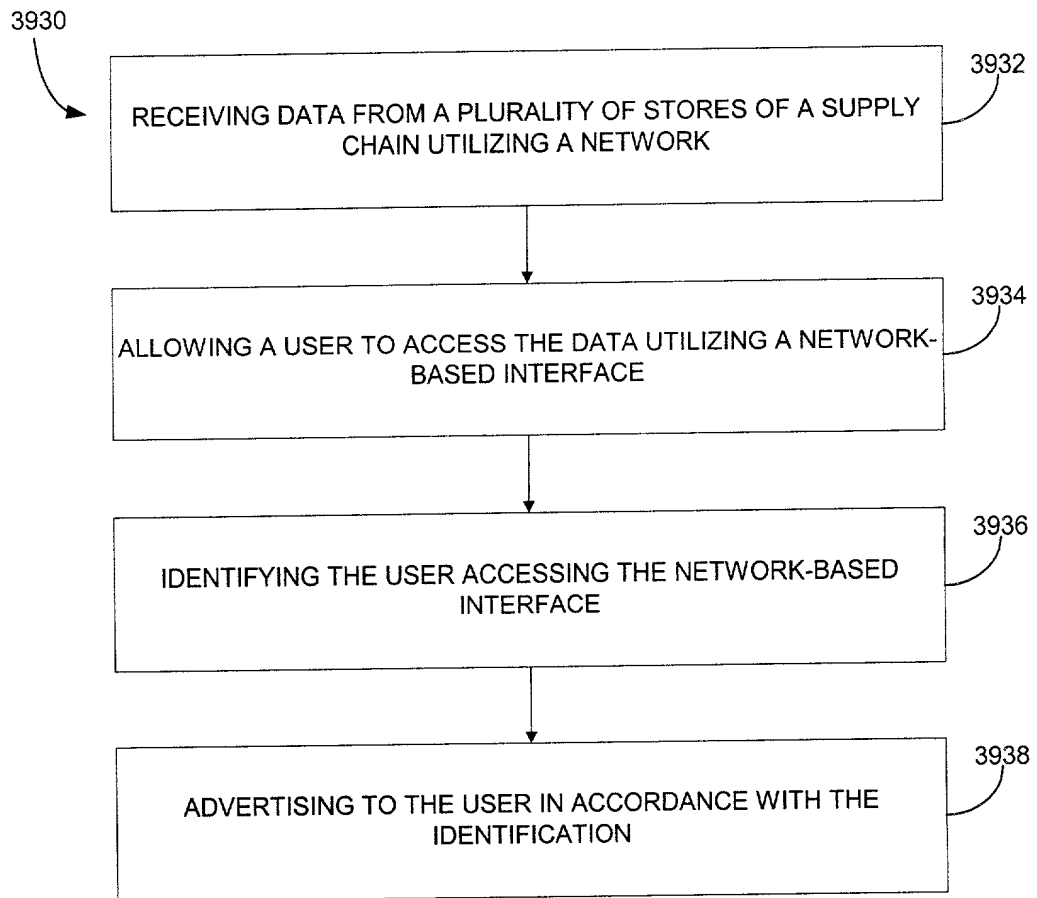 3930
3932
RECEIVING DATA FROM A PLURALITY OF STORES OF A SUPPLY
CHAIN UTILIZING A NETWORK
3934
ALLOWING A USER TO ACCESS THE DATA UTILIZING A NETWORK-
BASED INTERFACE
3936
IDENTIFYING THE USER ACCESSING THE NETWORK-BASED
INTERFACE
3938
ADVERTISING TO THE USER IN ACCORDANCE WITH THE
IDENTIFICATION